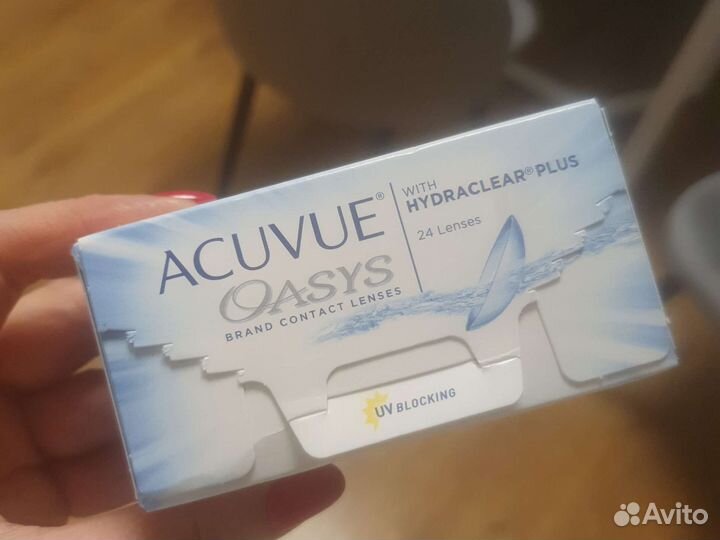 ACUVUE®
OASYS
BRAND CONTACT LENSES
WITH
HYDRACLEAR® PLUS
24 Lenses
UV BLOCKING
Avito